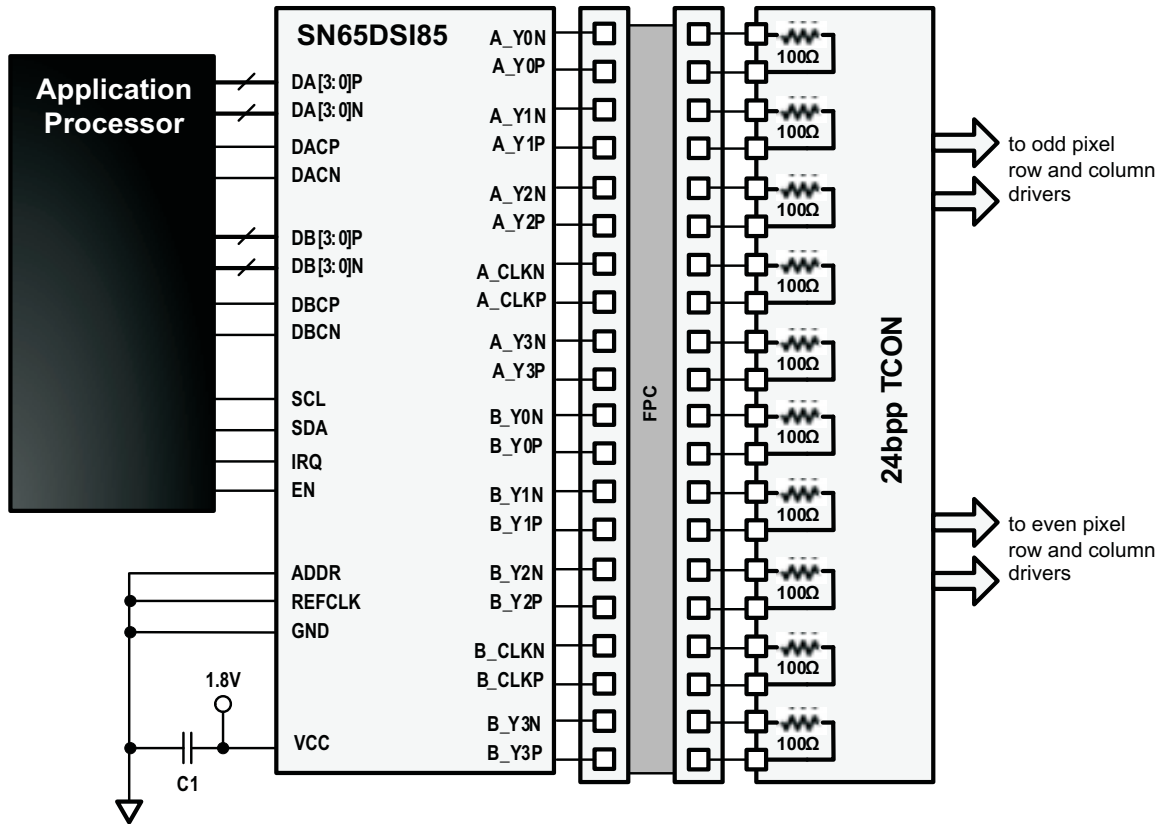 Application
Processor
SN65DSI85
DA[3:0]P
DA[3:0]N
DACP
DACN
DB[3:0]P
DB[3:0]N
DBCP
DBCN
SCL
SDA
IRQ
EN
ADDR
REFCLK
GND
VCC
1.8V
C1
A_Y0N
A_Y0P
A_Y1N
A_Y1P
A_Y2N
A_Y2P
A_CLKN
A_CLKP
A_Y3N
A_Y3P
B_Y0N
B_Y0P
B_Y1N
B_Y1P
B_Y2N
B_Y2P
B_CLKN
B_CLKP
B_Y3N
B_Y3P
FPC
100Ω
100Ω
100Ω
100Ω
100Ω
100Ω
100Ω
100Ω
100Ω
100Ω
24bpp TCON
to odd pixel
row and column
drivers
to even pixel
row and column
drivers